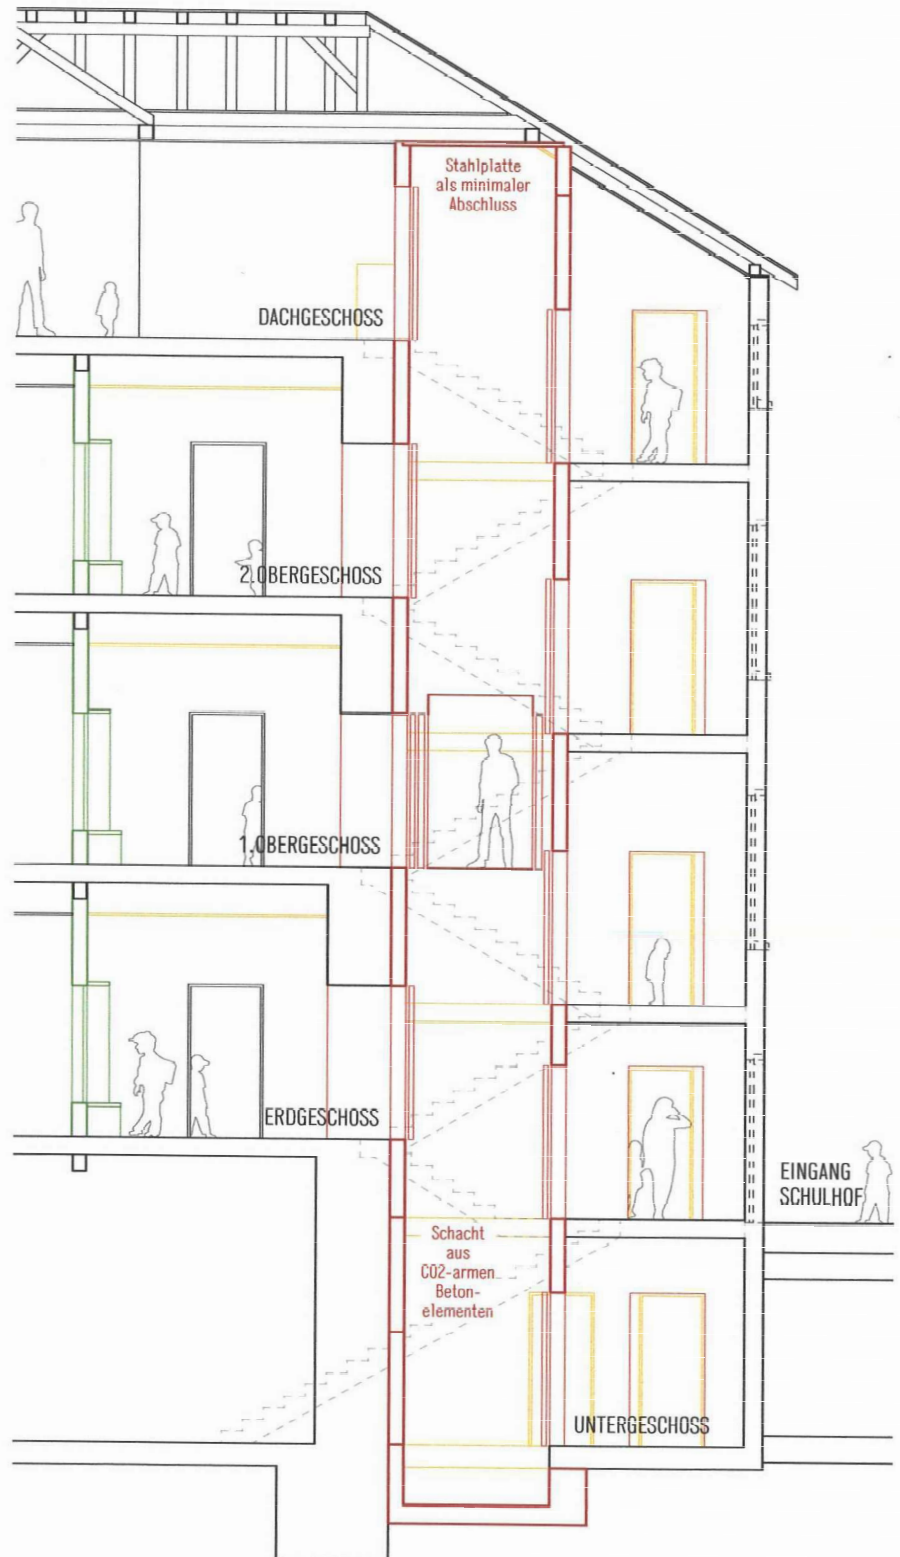 Stahlplatte
als minimaler
Abschluss
DACHGESCHOSS
2.OBERGESCHOSS
1.OBERGESCHOSS
ERDGESCHOSS
EINGANG
SCHULHOF
Schacht
aus
CO2-armen
Beton-
elementen
UNTERGESCHOSS